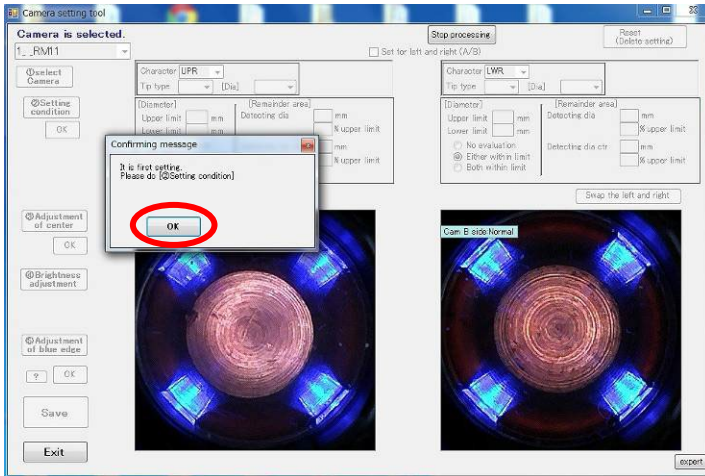 Camera setting tool
Camera is selected.
1_ _RM11
Stop processing
Reset
(Delete setting)
Set for left and right (A/B)
①select
Camera
②Setting
condition
OK
Character UPR
Tip type - [Dia] -
[Diameter]
Upper limit mm
Lower limit mm
[Remainder area]
Detecting dia mm
% upper limit
mm
% upper limit
Character LWR
Tip type - [Dia] -
[Diameter]
Upper limit mm
Lower limit mm
No evaluation
Either within limit
Both within limit
[Remainder area]
Detecting dia mm
% upper limit
Detecting dia ctr mm
% upper limit
Confirming message
It is first setting.
Please do [②Setting condition]
OK
Swap the left and right
③Adjustment
of center
OK
④Brightness
adjustment
⑤Adjustment
of blue edge
? OK
Save
Exit
Cam B side:Normal
expert